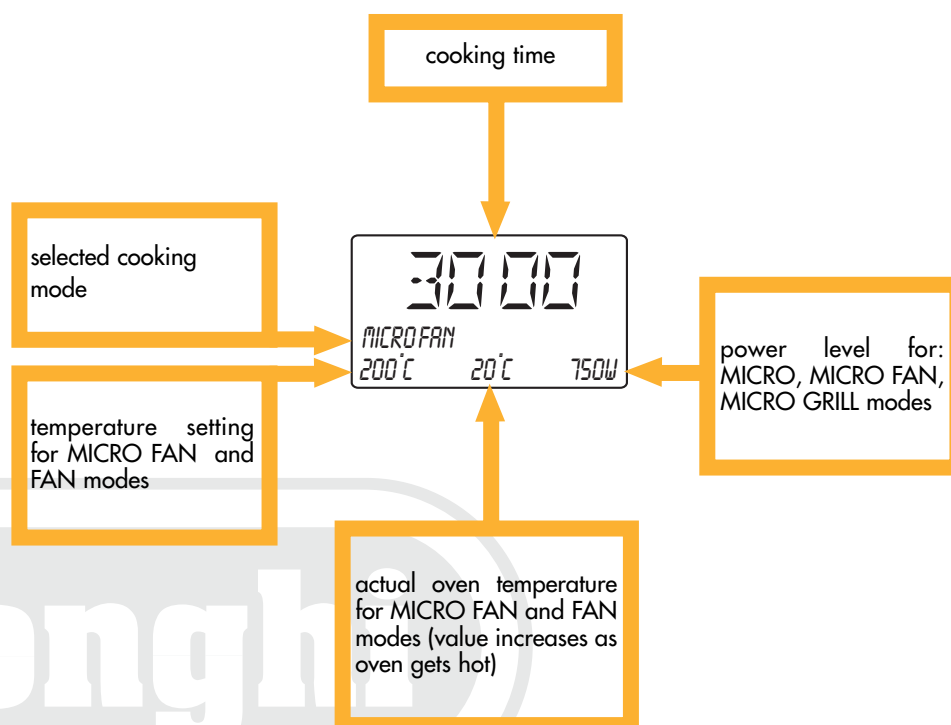 cooking time
selected cooking
mode
30 00
MICRO FAN
200°C 20°C 750W
power level for:
MICRO, MICRO FAN,
MICRO GRILL modes
temperature setting
for MICRO FAN and
FAN modes
actual oven temperature
for MICRO FAN and FAN
modes (value increases as
oven gets hot)
onghi